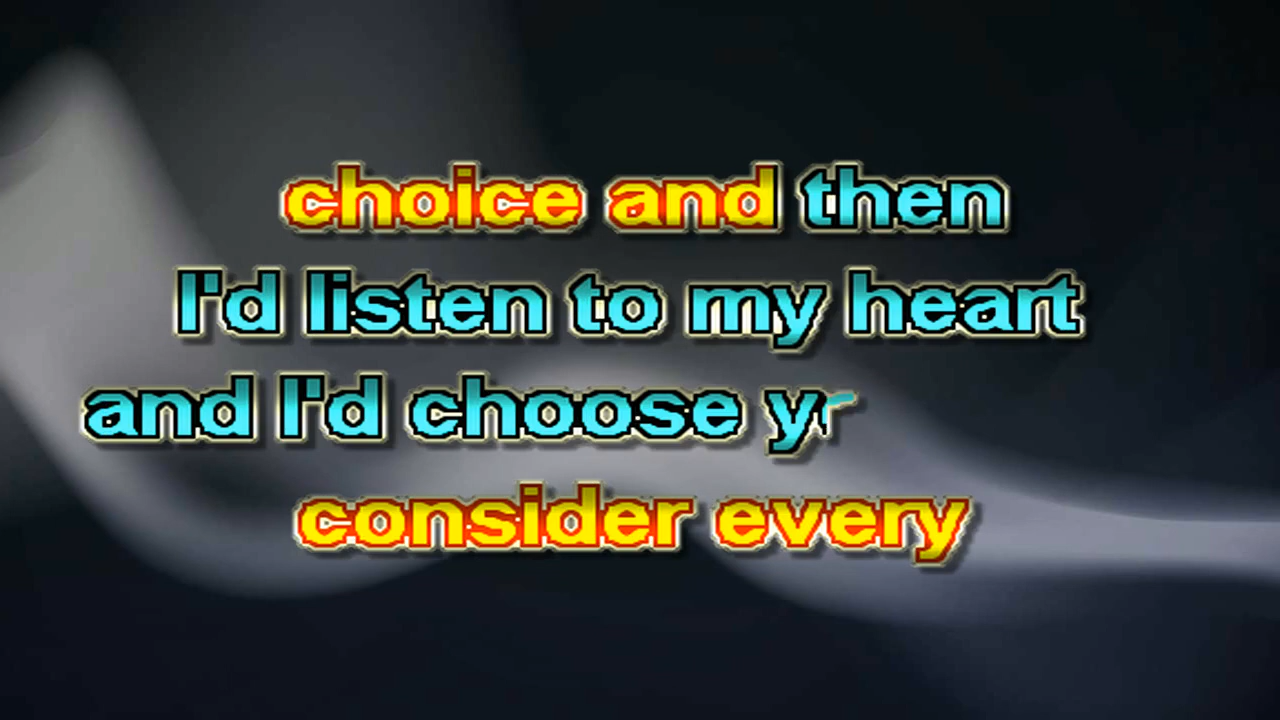 choice and then
I'd listen to my heart
and I'd choose
consider every